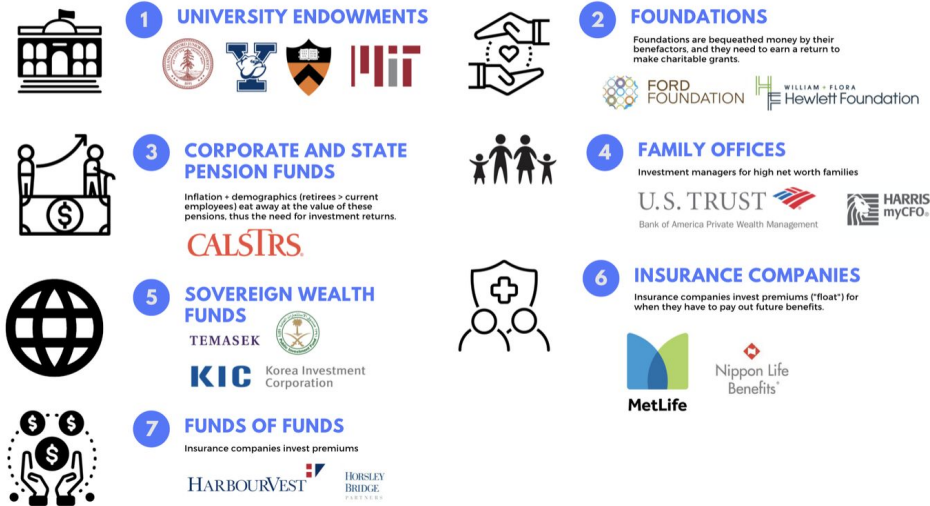 1
UNIVERSITY ENDOWMENTS
Y
MIT
2
FOUNDATIONS
Foundations are bequeathed money by their
benefactors, and they need to earn a return to
make charitable grants.
FORD
FOUNDATION
WILLIAM + FLORA
Hewlett Foundation
3
CORPORATE AND STATE
PENSION FUNDS
Inflation + demographics (retirees > current
employees) eat away at the value of these
pensions, thus the need for investment returns.
CALSTRS
4
FAMILY OFFICES
Investment managers for high net worth families
U.S. TRUST
Bank of America Private Wealth Management
HARRIS
myCFO®
5
SOVEREIGN WEALTH
FUNDS
TEMASEK
KIC
Korea Investment
Corporation
6
INSURANCE COMPANIES
Insurance companies invest premiums ("float") for
when they have to pay out future benefits.
MetLife
Nippon Life
Benefits®
7
FUNDS OF FUNDS
Insurance companies invest premiums
HARBOURVEST
HORSLEY
BRIDGE
PARTNERS